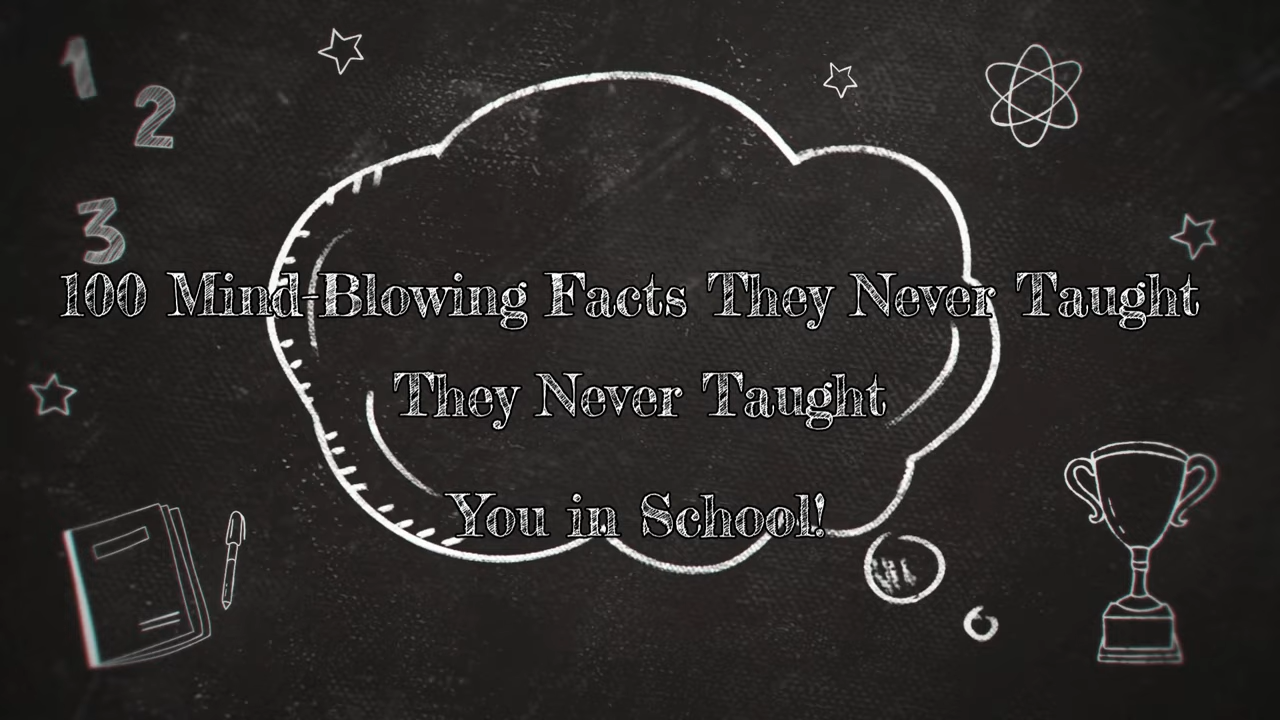 1
2
3
100 Mind-Blowing Facts They Never Taught
They Never Taught
You in School!